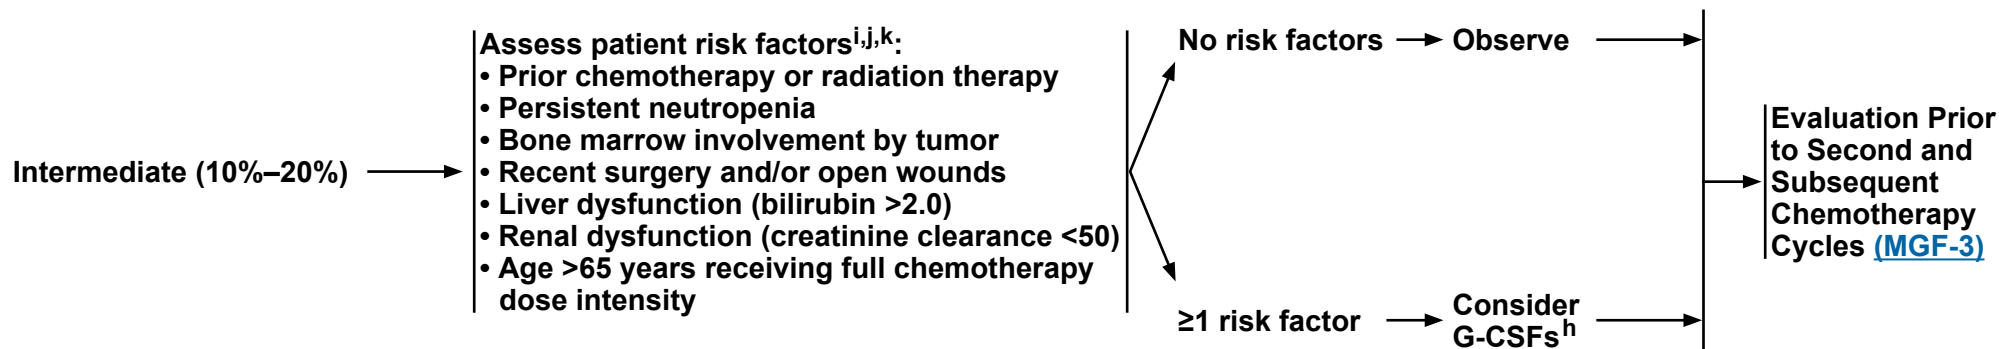 Intermediate (10%–20%)
Assess patient risk factorsi,j,k:
• Prior chemotherapy or radiation therapy
• Persistent neutropenia
• Bone marrow involvement by tumor
• Recent surgery and/or open wounds
• Liver dysfunction (bilirubin >2.0)
• Renal dysfunction (creatinine clearance <50)
• Age >65 years receiving full chemotherapy
dose intensity
No risk factors
Observe
≥1 risk factor
Consider
G-CSFsh
Evaluation Prior
to Second and
Subsequent
Chemotherapy
Cycles (MGF-3)